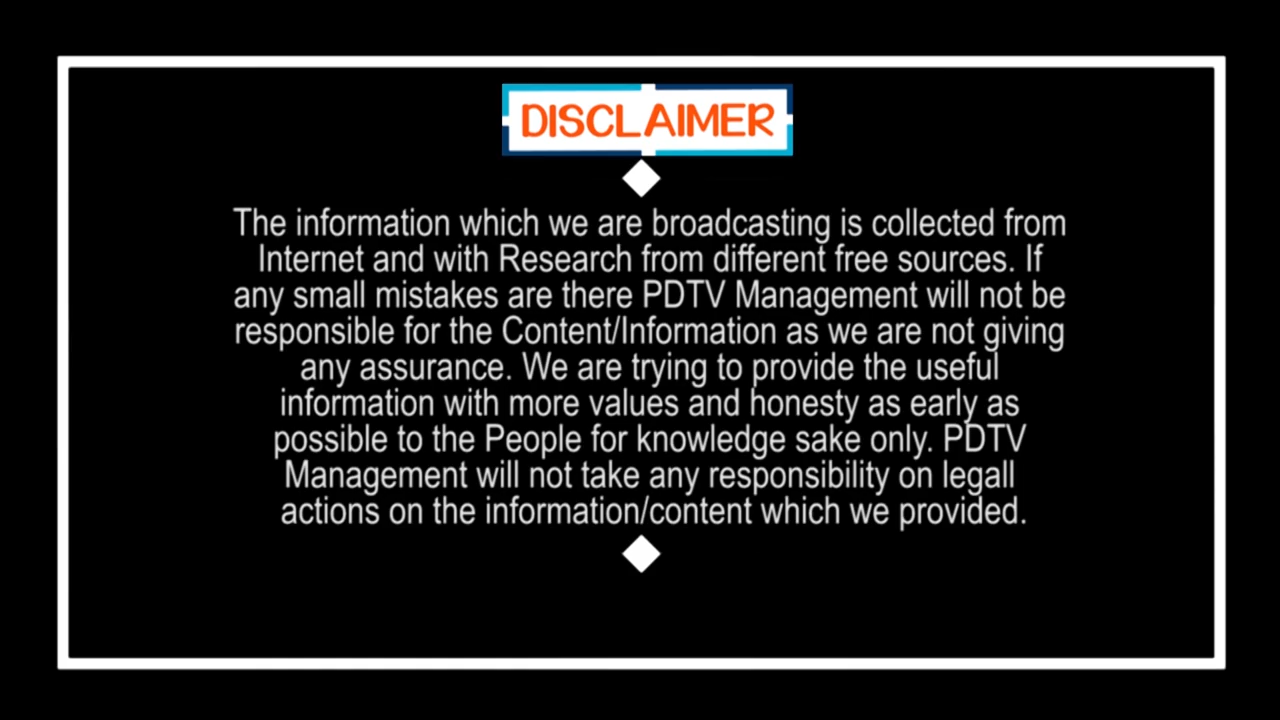 DISCLAIMER
The information which we are broadcasting is collected from
Internet and with Research from different free sources. If
any small mistakes are there PDTV Management will not be
responsible for the Content/Information as we are not giving
any assurance. We are trying to provide the useful
information with more values and honesty as early as
possible to the People for knowledge sake only. PDTV
Management will not take any responsibility on legall
actions on the information/content which we provided.